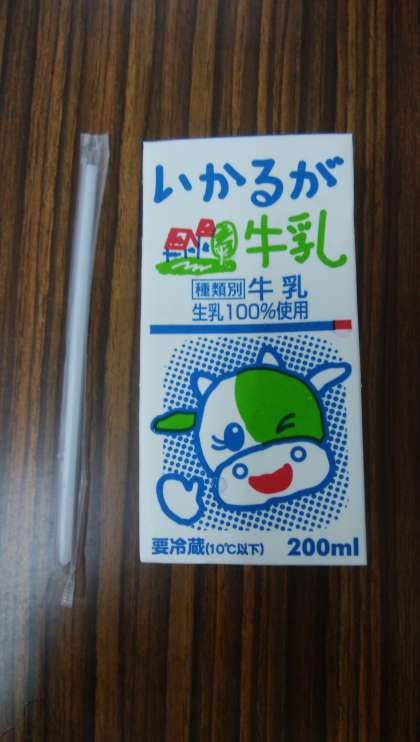 いかるが
牛乳
種類別 牛乳
生乳100%使用
要冷蔵(10℃以下) 200ml